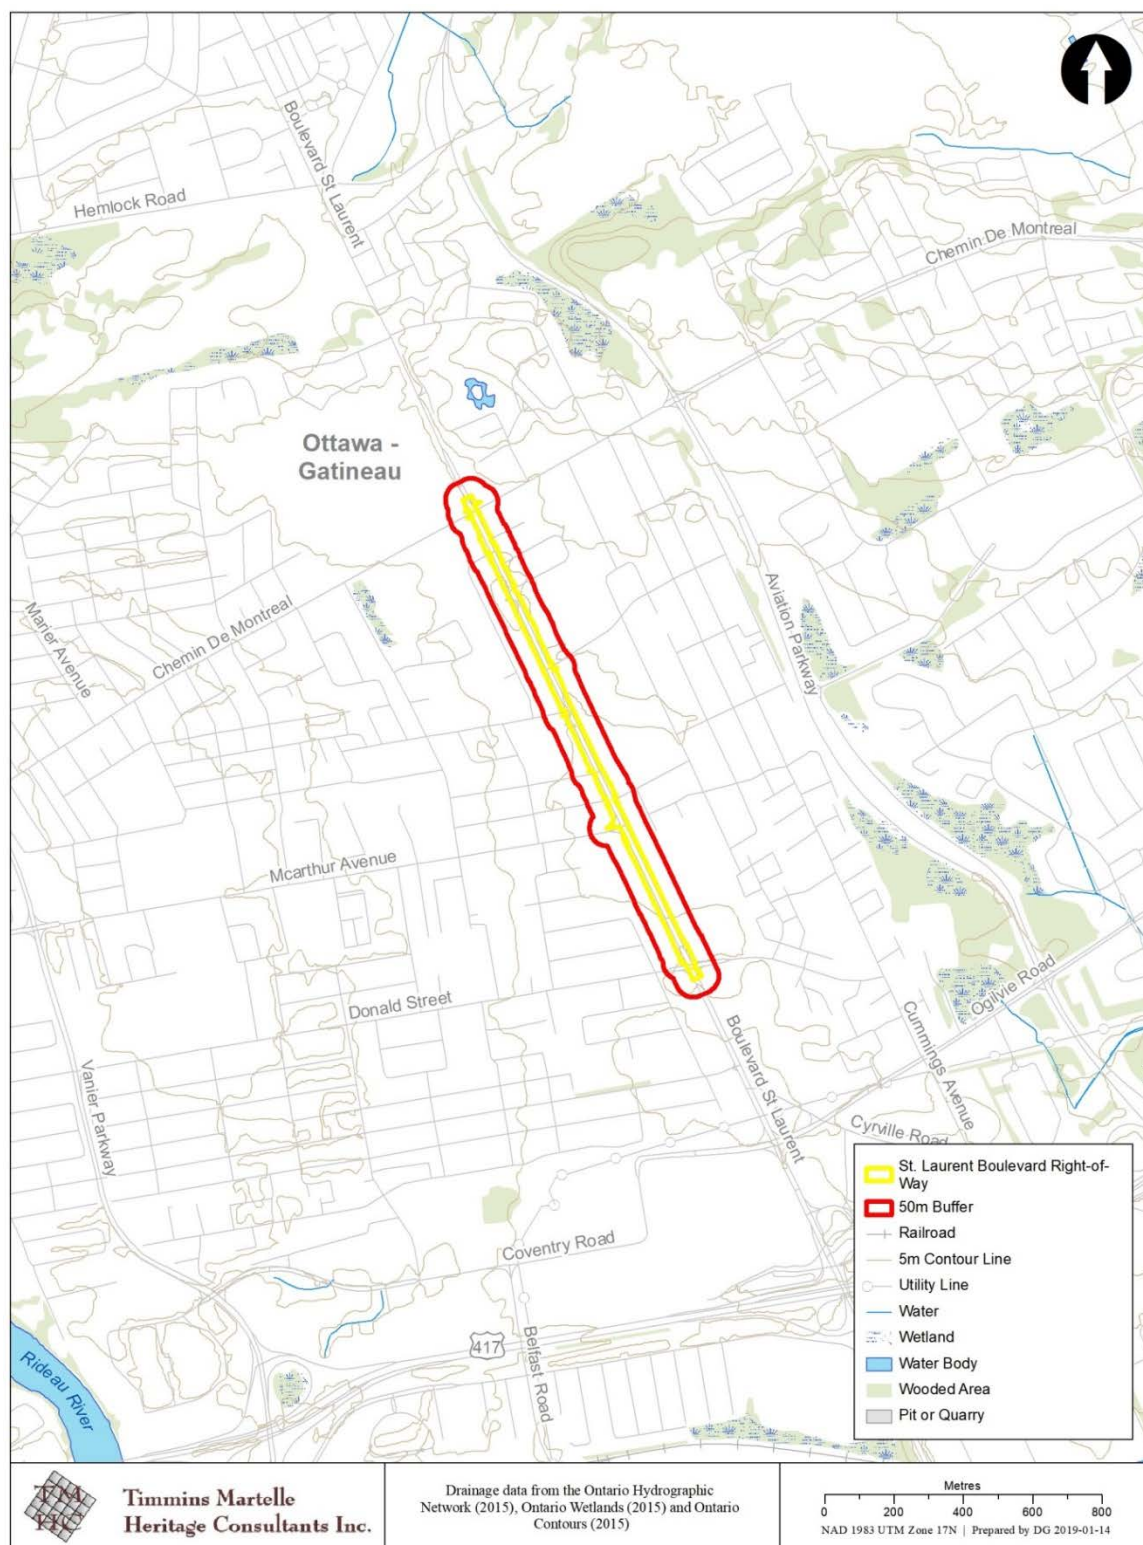 Boulevard St Laurent
Hemlock Road
Chemin De Montreal
Ottawa -
Gatineau
Marier Avenue
Chemin De Montreal
Aviation Parkway
Mcarthur Avenue
Donald Street
Ogilvie Road
Cummings Avenue
Boulevard St Laurent
Vanier Parkway
Cyrville Road
Coventry Road
417
Belfast Road
Rideau River
St. Laurent Boulevard Right-of-
Way
50m Buffer
Railroad
5m Contour Line
Utility Line
Water
Wetland
Water Body
Wooded Area
Pit or Quarry
TM
HC
Timmins Martelle
Heritage Consultants Inc.
Drainage data from the Ontario Hydrographic
Network (2015), Ontario Wetlands (2015) and Ontario
Contours (2015)
Metres
0 200 400 600 800
NAD 1983 UTM Zone 17N | Prepared by DG 2019-01-14